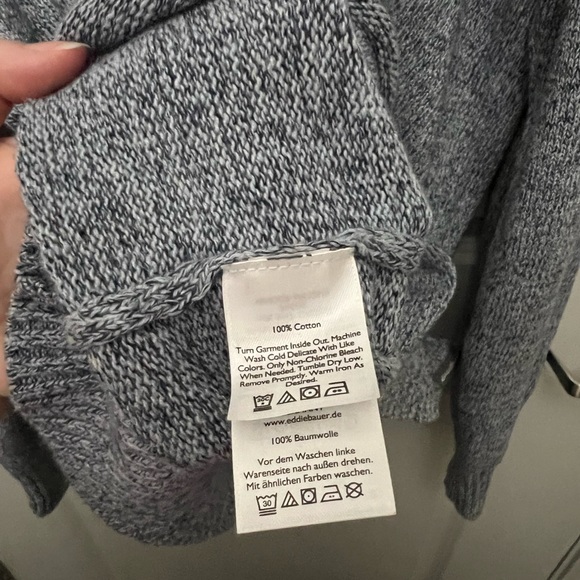 100% Cotton
Turn Garment Inside Out. Machine
Wash Cold Delicate With Like
Colors. Only Non-Chlorine Bleach
When Needed. Tumble Dry Low.
Remove Promptly. Warm Iron As
Desired.
www.eddiebauer.de
100% Baumwolle
Vor dem Waschen linke
Warenseite nach außen drehen.
Mit ähnlichen Farben waschen.
30